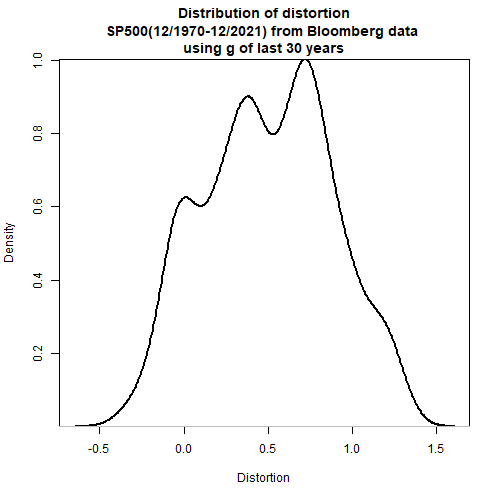 Distribution of distortion
SP500(12/1970-12/2021) from Bloomberg data
using g of last 30 years
1.0
0.8
0.6
0.4
0.2
Density
-0.5
0.0
0.5
1.0
1.5
Distortion